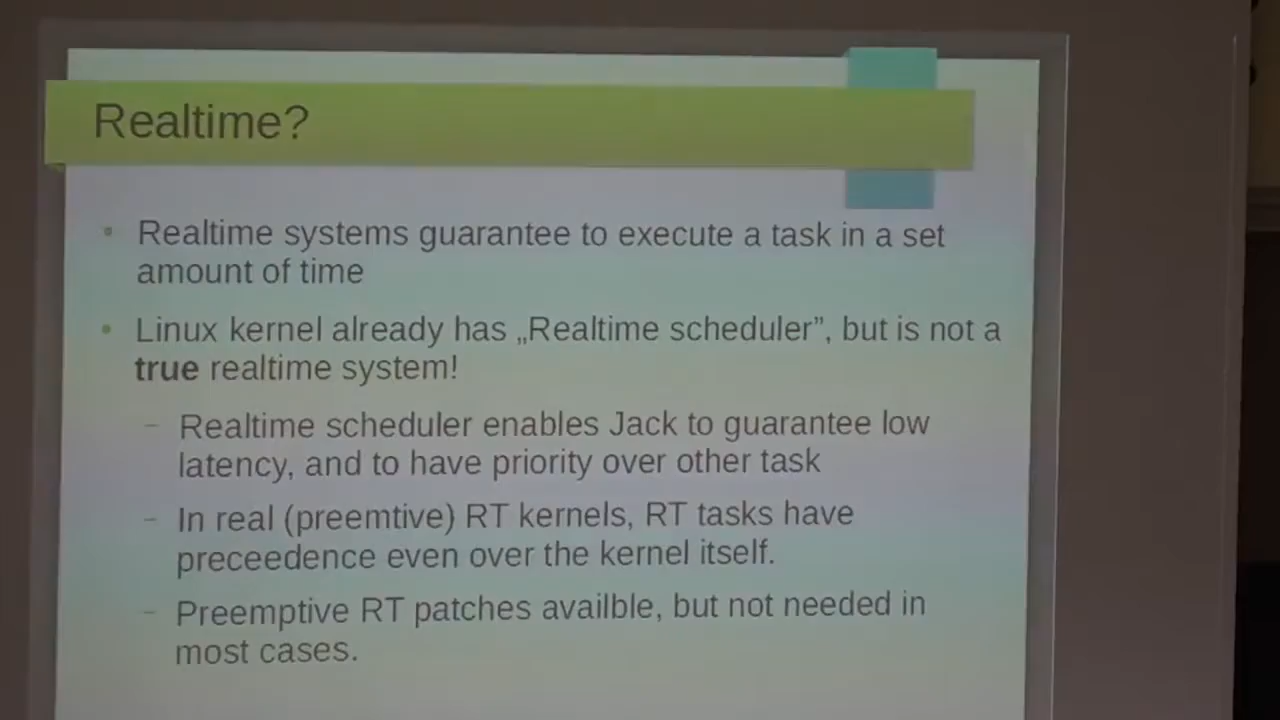 Realtime?
• Realtime systems guarantee to execute a task in a set
amount of time
• Linux kernel already has „Realtime scheduler”, but is not a
true realtime system!
– Realtime scheduler enables Jack to guarantee low
latency, and to have priority over other task
– In real (preemtive) RT kernels, RT tasks have
preceedence even over the kernel itself.
– Preemptive RT patches availble, but not needed in
most cases.